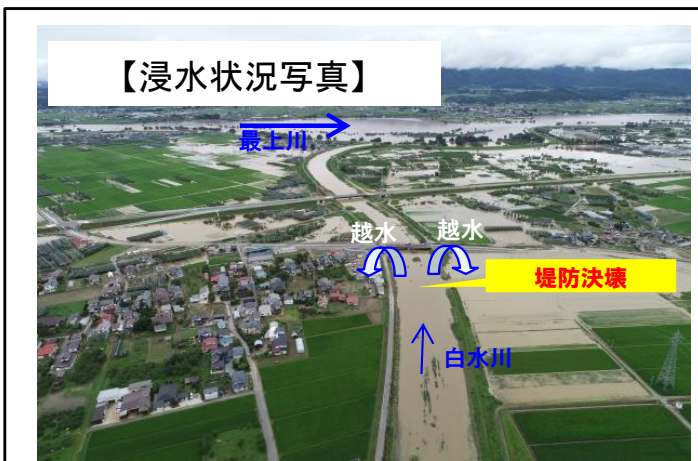 【浸水状況写真】
最上川
越水 越水
堤防決壊
白水川